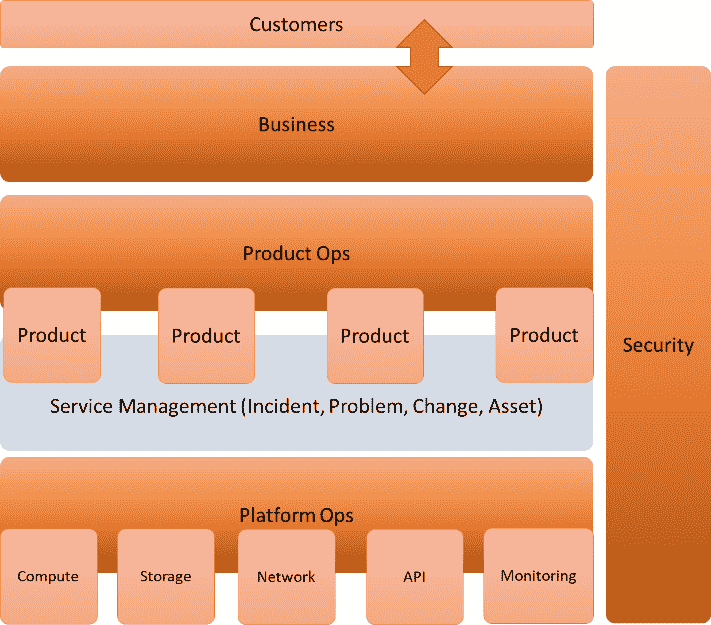 Customers
Business
Product Ops
Product
Product
Product
Product
Security
Service Management (Incident, Problem, Change, Asset)
Platform Ops
Compute
Storage
Network
API
Monitoring